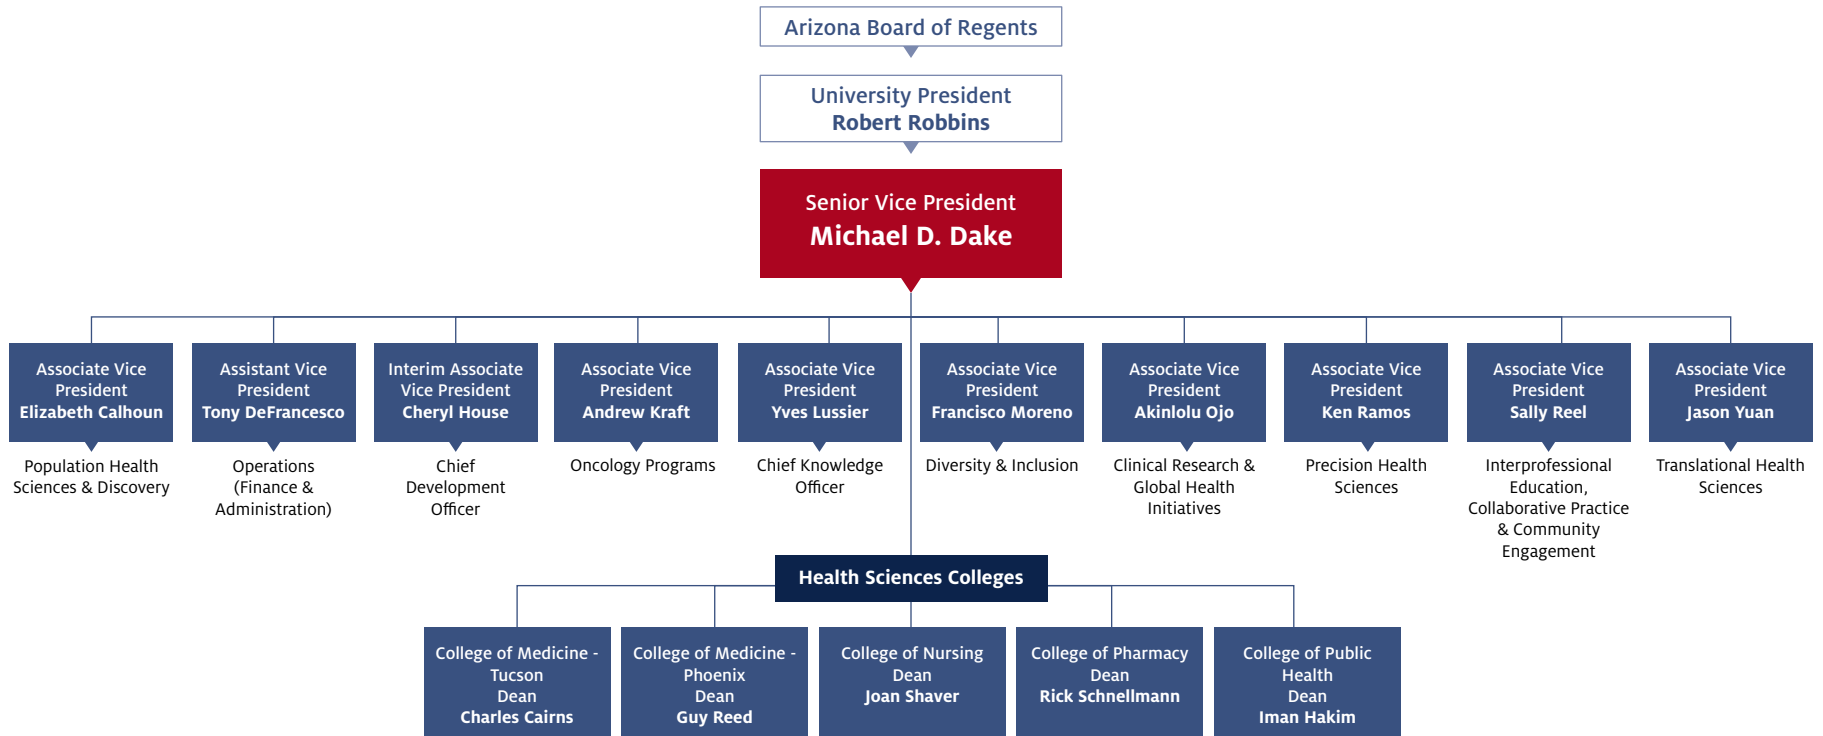 Arizona Board of Regents
University President
Robert Robbins
Senior Vice President
Michael D. Dake
Associate Vice
President
Elizabeth Calhoun
Population Health
Sciences & Discovery
Assistant Vice
President
Tony DeFrancesco
Operations
(Finance &
Administration)
Interim Associate
Vice President
Cheryl House
Chief
Development
Officer
Associate Vice
President
Andrew Kraft
Oncology Programs
Associate Vice
President
Yves Lussier
Chief Knowledge
Officer
Associate Vice
President
Francisco Moreno
Diversity & Inclusion
Associate Vice
President
Akinlolu Ojo
Clinical Research &
Global Health
Initiatives
Associate Vice
President
Ken Ramos
Precision Health
Sciences
Associate Vice
President
Sally Reel
Interprofessional
Education,
Collaborative Practice
& Community
Engagement
Associate Vice
President
Jason Yuan
Translational Health
Sciences
Health Sciences Colleges
College of Medicine -
Tucson
Dean
Charles Cairns
College of Medicine -
Phoenix
Dean
Guy Reed
College of Nursing
Dean
Joan Shaver
College of Pharmacy
Dean
Rick Schnellmann
College of Public
Health
Dean
Iman Hakim